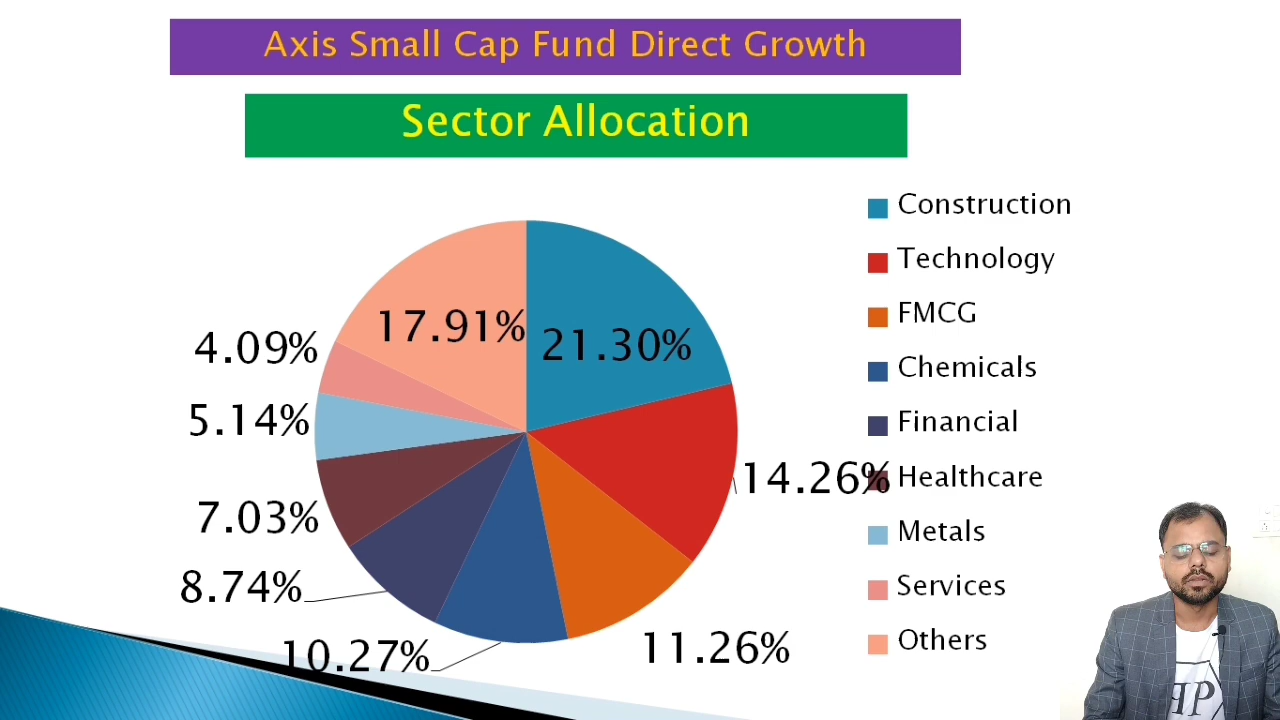 Axis Small Cap Fund Direct Growth
Sector Allocation
Construction
Technology
FMCG
Chemicals
Financial
Healthcare
Metals
Services
Others
21.30%
14.26%
11.26%
10.27%
8.74%
7.03%
5.14%
4.09%
17.91%